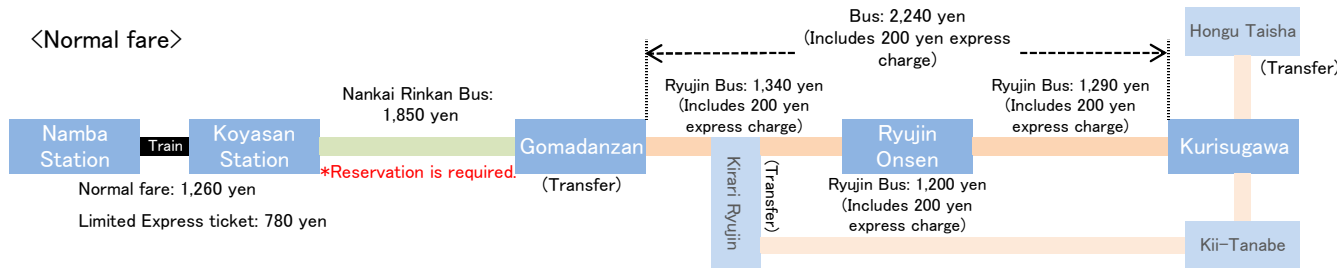 <Normal fare>
Bus: 2,240 yen
(Includes 200 yen express
charge)
Hongu Taisha
(Transfer)
Nankai Rinkan Bus:
1,850 yen
Ryujin Bus: 1,340 yen
(Includes 200 yen
express charge)
Ryujin Bus: 1,290 yen
(Includes 200 yen
express charge)
Namba
Station
Train
Koyasan
Station
*Reservation is required.
Gomadanzan
(Transfer)
Kirari Ryujin
(Transfer)
Ryujin
Onsen
Kurisugawa
Normal fare: 1,260 yen
Limited Express ticket: 780 yen
Ryujin Bus: 1,200 yen
(Includes 200 yen
express charge)
Kii-Tanabe